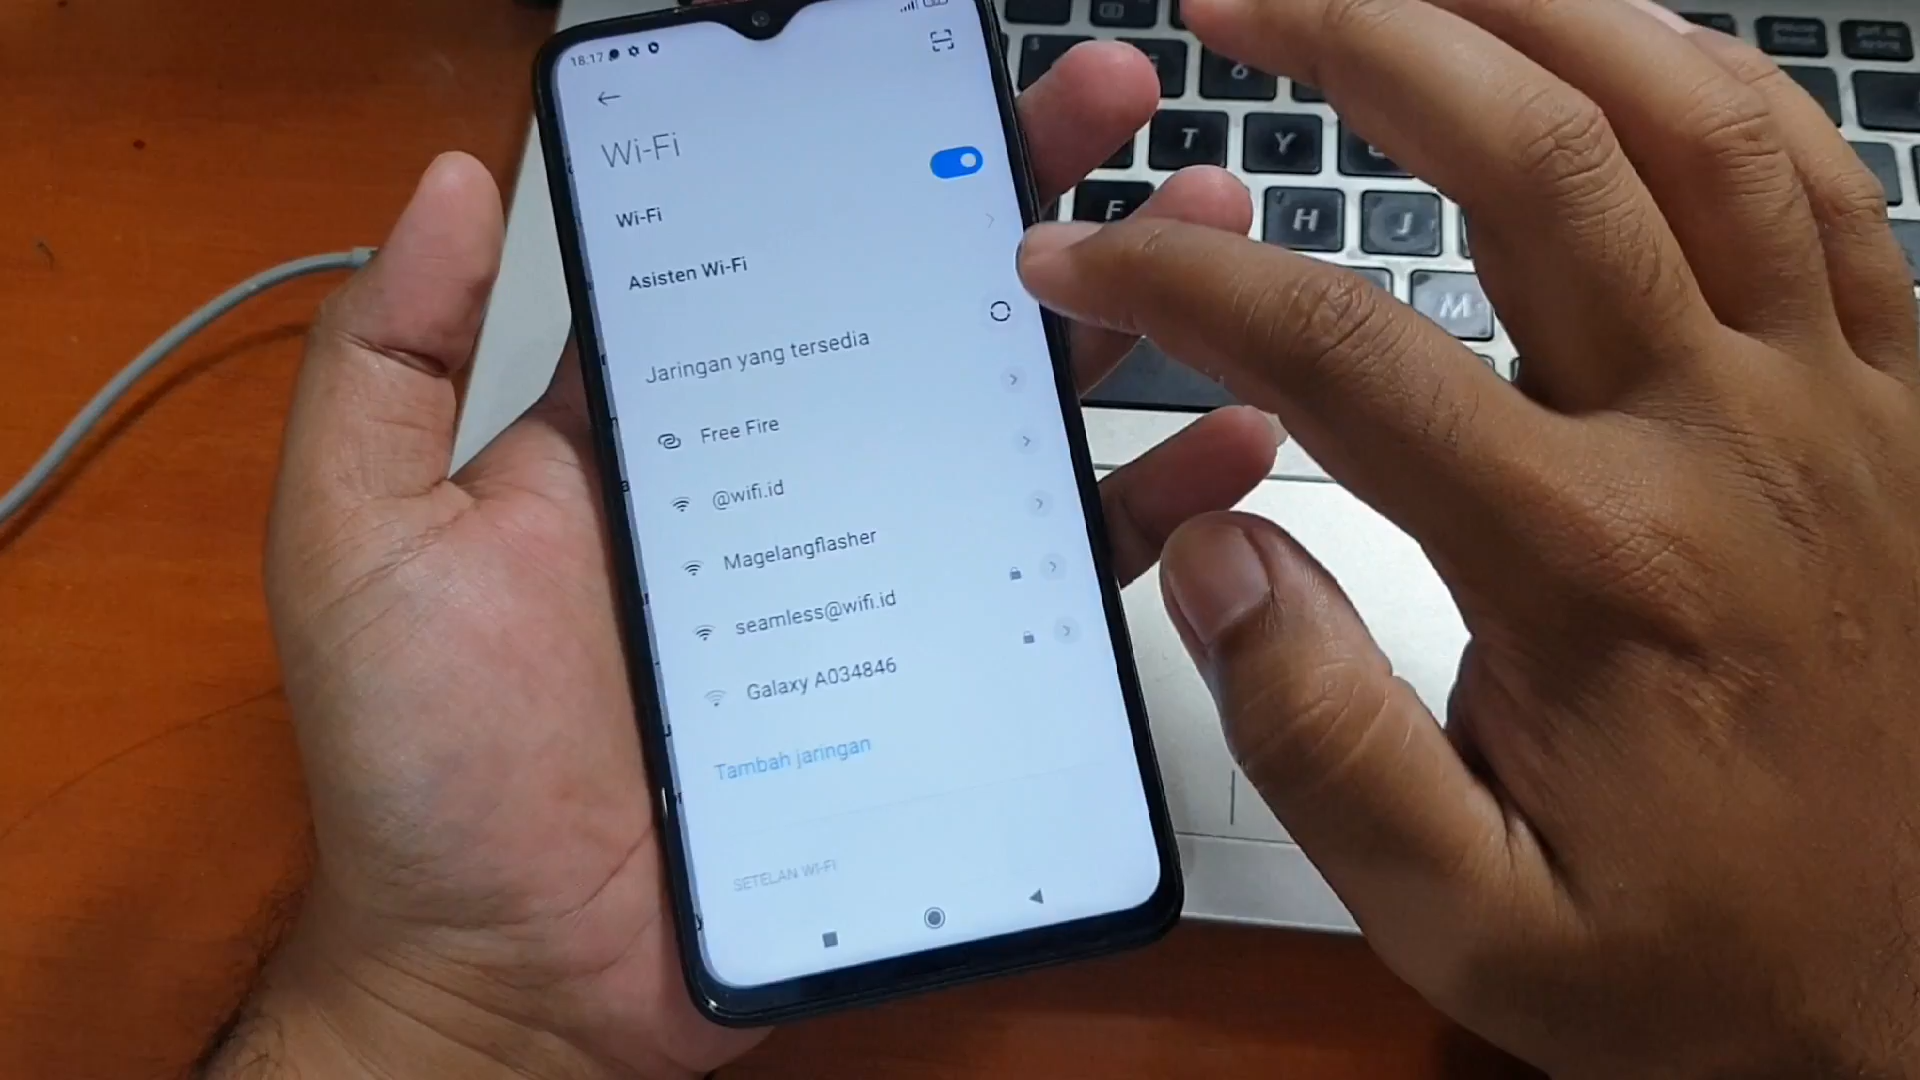 18.17
Wi-Fi
Wi-Fi
Asisten Wi-Fi
Jaringan yang tersedia
Free Fire
@wifi.id
Magelangflasher
seamless@wifi.id
Galaxy A034846
Tambah jaringan
SETELAN WI-FI
T
Y
F
H
J
M